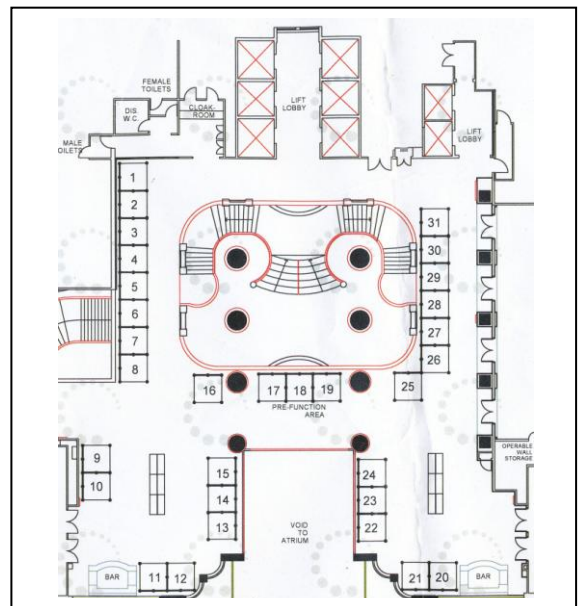 FEMALE
TOILETS
DIS.
W.C.
CLOAK-
ROOM
LIFT
LOBBY
LIFT
LOBBY
MALE
TOILETS
1
2
3
4
5
6
7
8
31
30
29
28
27
26
25
16
17 18 19
PRE-FUNCTION
AREA
9
10
15
14
13
24
23
22
OPERABLE
WALL
STORAGE
VOID
TO
ATRIUM
BAR
11 12
21 20
BAR